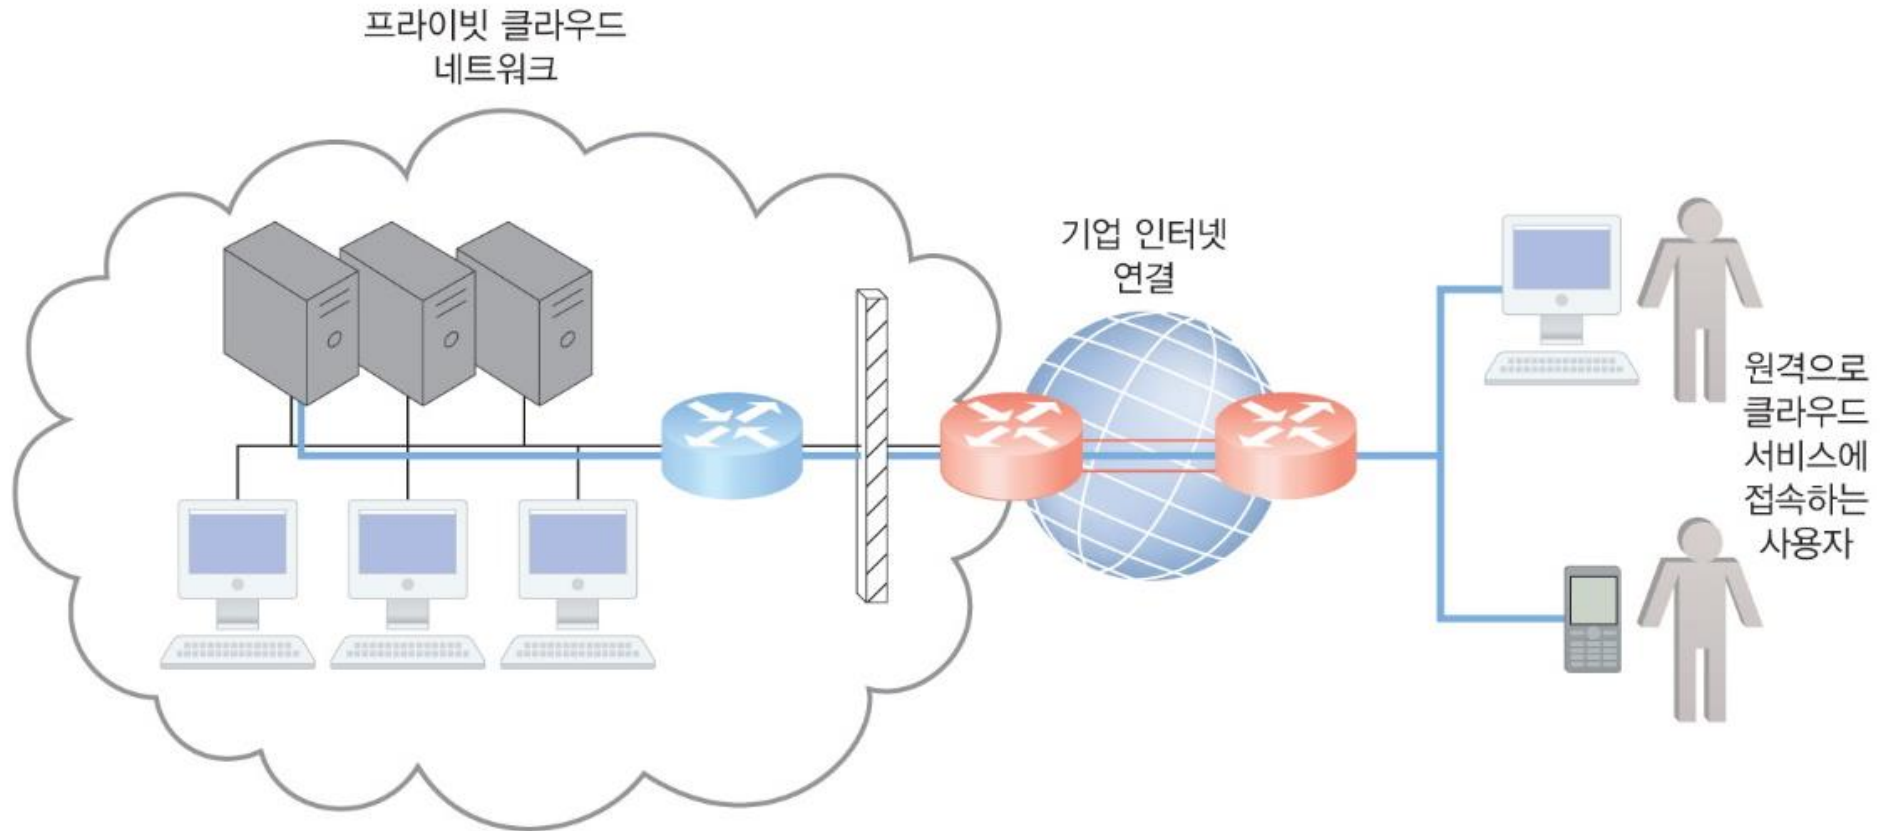 프라이빗 클라우드
네트워크
기업 인터넷
연결
원격으로
클라우드
서비스에
접속하는
사용자